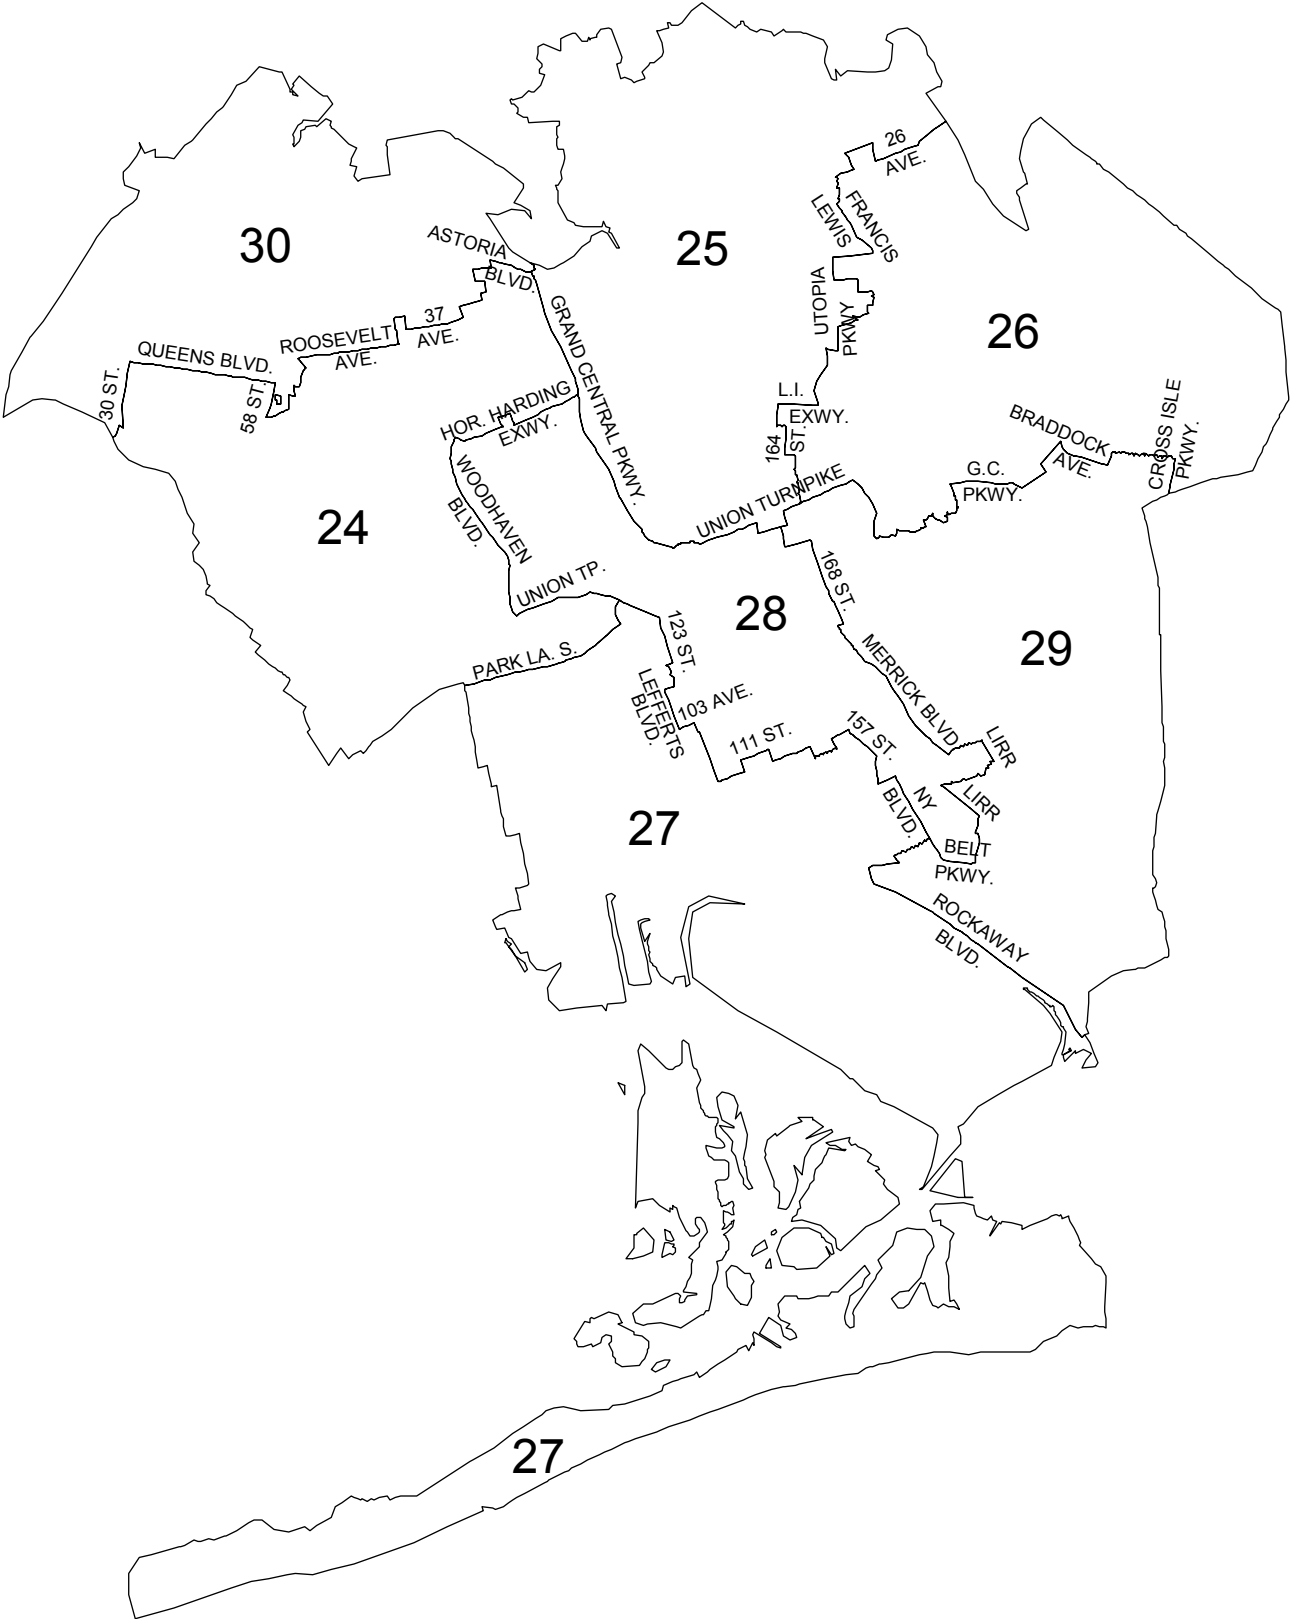 26
AVE.
FRANCIS
LEWIS
30
25
ASTORIA
BLVD.
UTOPIA
PKWY
GRAND CENTRAL PKWY.
37
AVE.
ROOSEVELT
AVE.
26
QUEENS BLVD.
30 ST.
58 ST.
HOR. HARDING
EXWY.
L.I.
EXWY.
164
ST.
BRADDOCK
AVE.
CROSS ISLE
PKWY.
WOODHAVEN
BLVD.
G.C.
PKWY.
UNION TURNPIKE
24
UNION TP.
168 ST.
28
123 ST.
29
PARK LA. S.
MERRICK BLVD.
LEFFERTS
BLVD.
103 AVE.
111 ST.
157 ST.
LIRR
LIRR
NY
BLVD.
27
BELT
PKWY.
ROCKAWAY
BLVD.
27